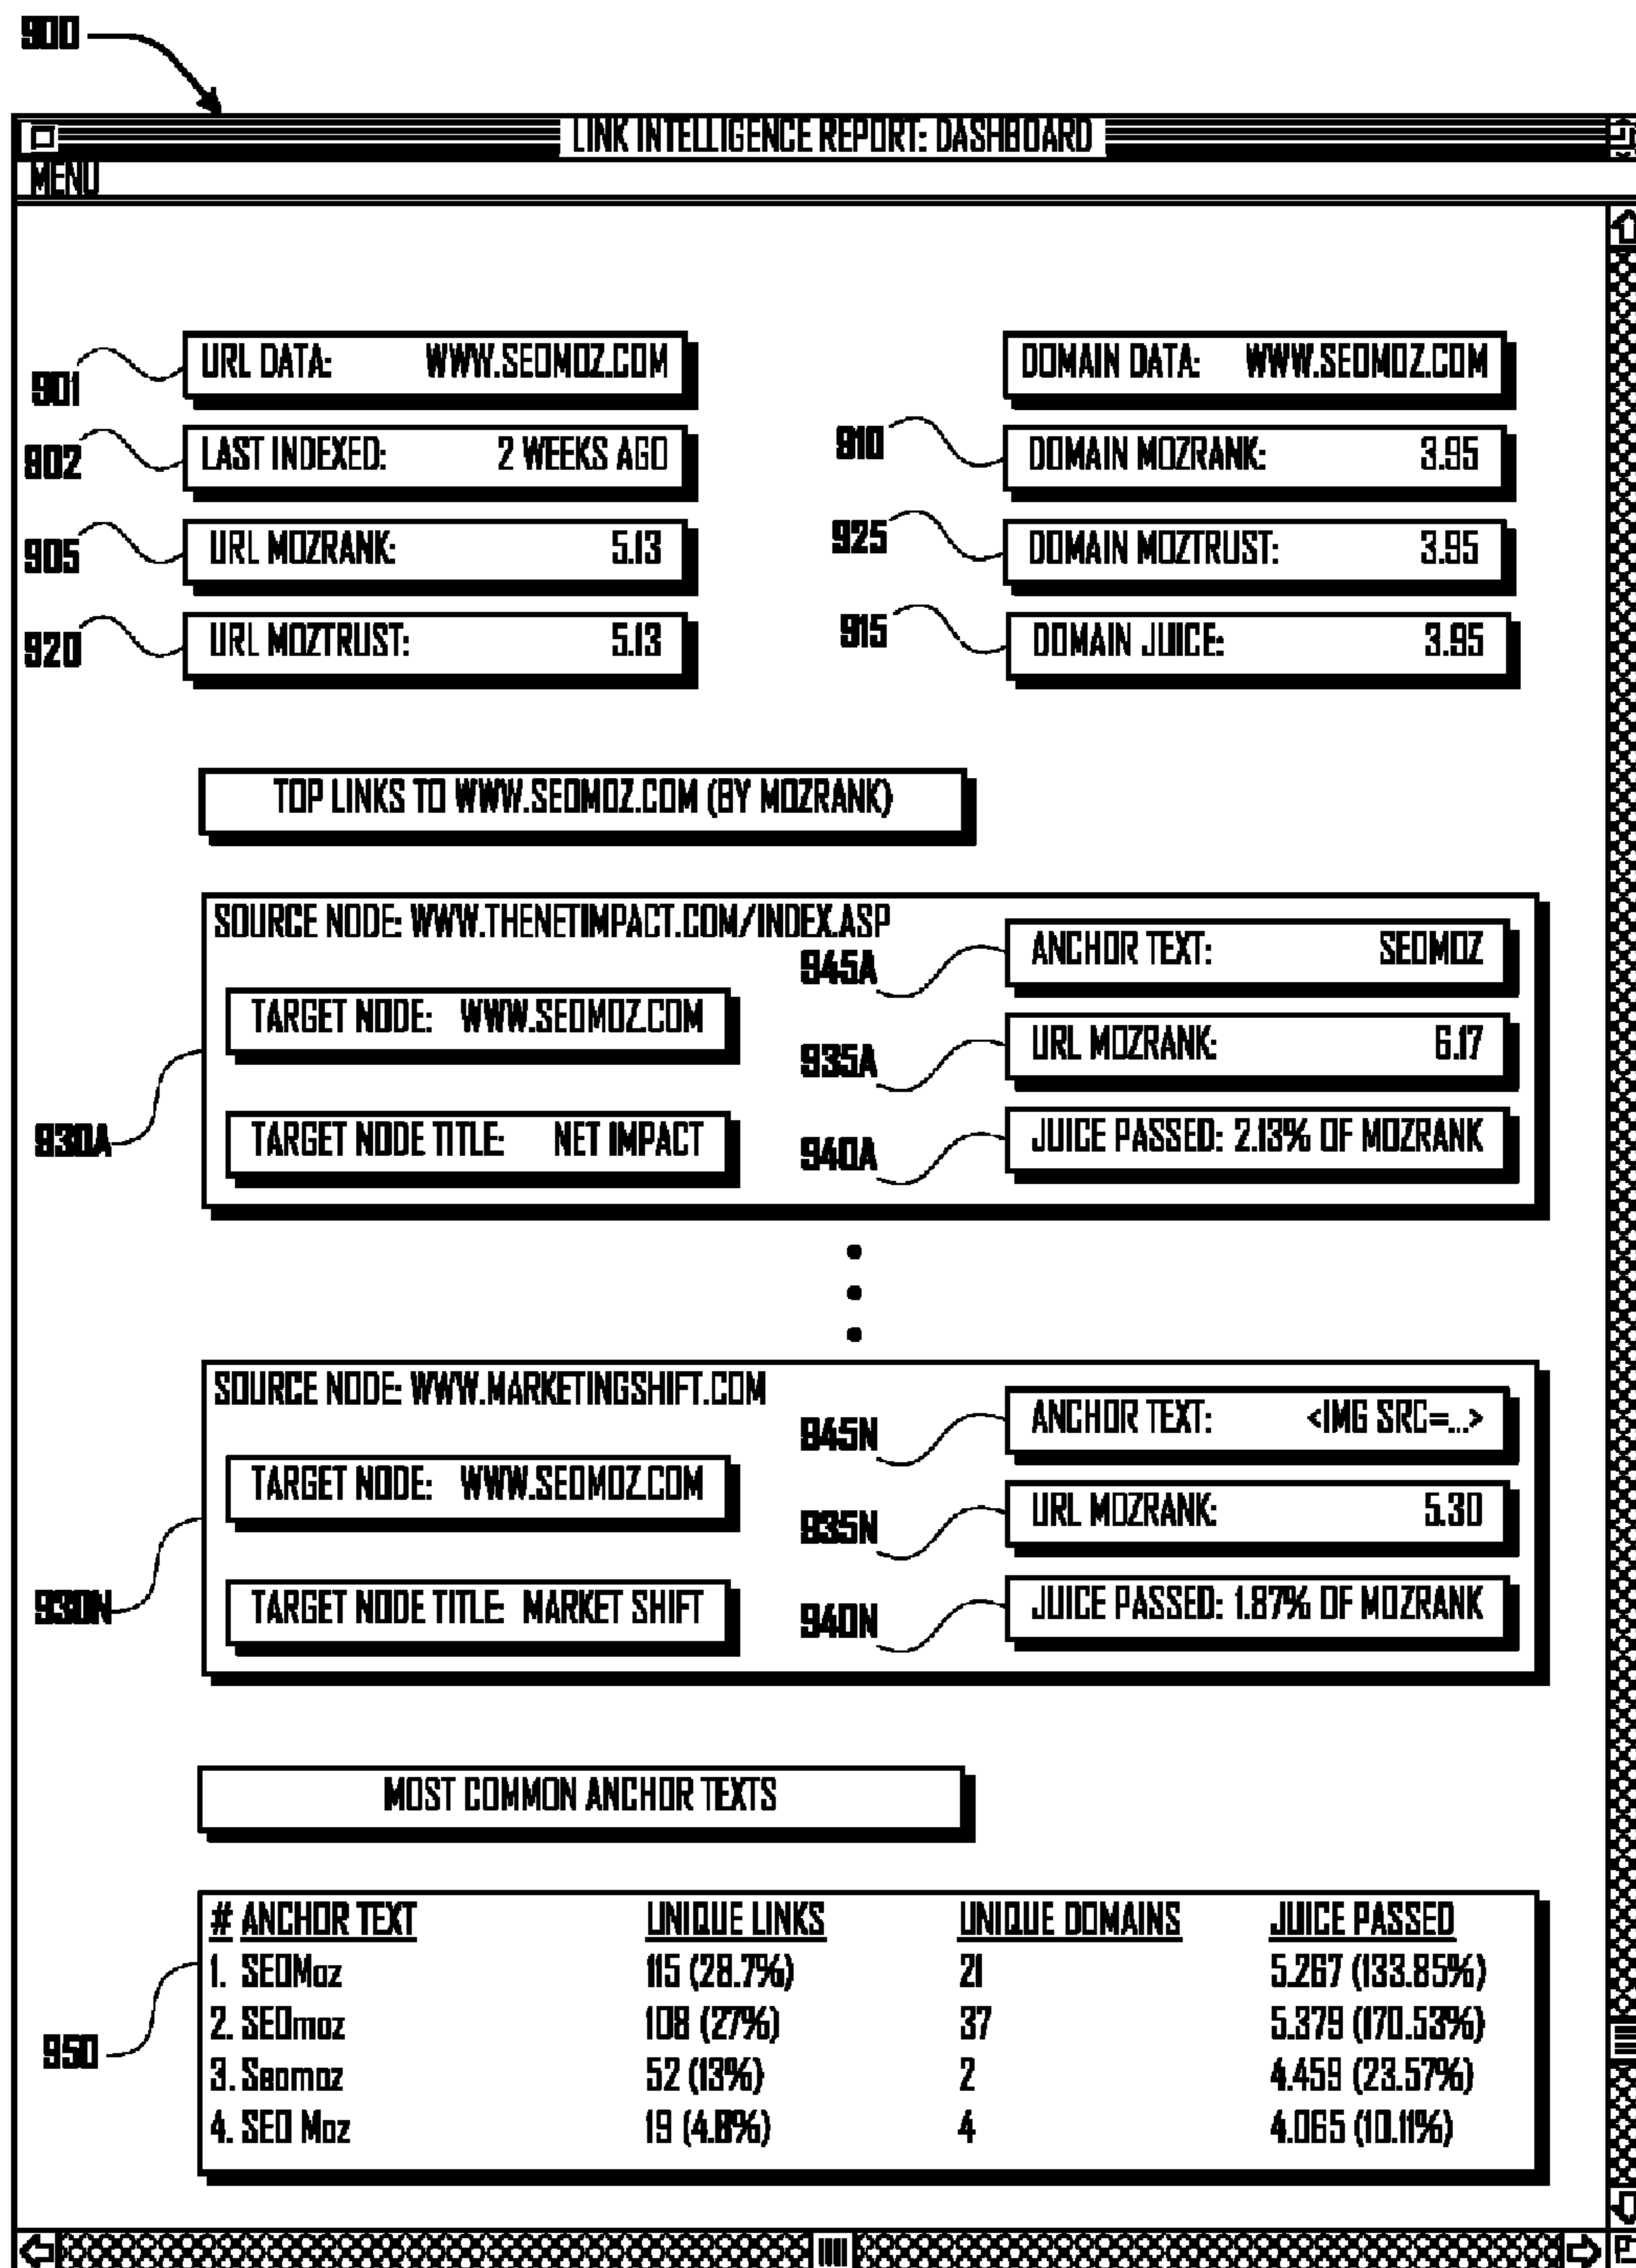 900
LINK INTELLIGENCE REPORT: DASHBOARD
MENU
901
URL DATA: WWW.SEOMOZ.COM
DOMAIN DATA: WWW.SEOMOZ.COM
902
LAST INDEXED: 2 WEEKS AGO
910
DOMAIN MOZRANK: 3.95
905
URL MOZRANK: 5.13
925
DOMAIN MOZTRUST: 3.95
920
URL MOZTRUST: 5.13
915
DOMAIN JUICE: 3.95
TOP LINKS TO WWW.SEOMOZ.COM (BY MOZRANK)
930A
SOURCE NODE: WWW.THENETIMPACT.COM/INDEX.ASP
TARGET NODE: WWW.SEOMOZ.COM
TARGET NODE TITLE: NET IMPACT
945A
ANCHOR TEXT: SEOMOZ
935A
URL MOZRANK: 6.17
940A
JUICE PASSED: 2.13% OF MOZRANK
930N
SOURCE NODE: WWW.MARKETINGSHIFT.COM
TARGET NODE: WWW.SEOMOZ.COM
TARGET NODE TITLE: MARKET SHIFT
945N
ANCHOR TEXT: <IMG SRC=...>
935N
URL MOZRANK: 5.30
940N
JUICE PASSED: 1.87% OF MOZRANK
MOST COMMON ANCHOR TEXTS
950
# ANCHOR TEXT UNIQUE LINKS UNIQUE DOMAINS JUICE PASSED
1. SEOMoz 115 (28.7%) 21 5.267 (133.85%)
2. SEOmoz 108 (27%) 37 5.379 (170.53%)
3. Seomoz 52 (13%) 2 4.459 (23.57%)
4. SEO Moz 19 (4.8%) 4 4.065 (10.11%)